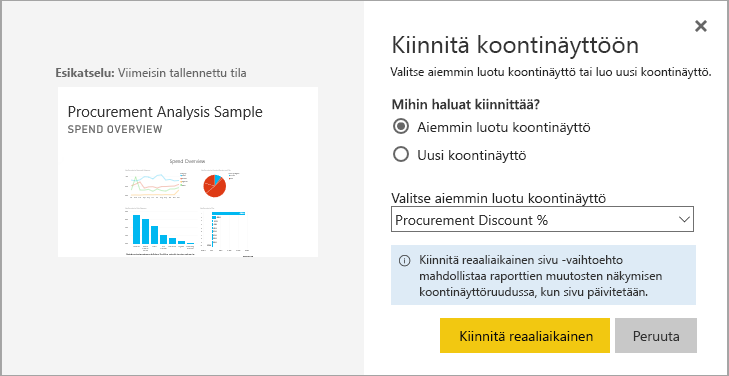 Esikatselu: Viimeisin tallennettu tila
Procurement Analysis Sample
SPEND OVERVIEW
Spend Overview
Kiinnitä koontinäyttöön
Valitse aiemmin luotu koontinäyttö tai luo uusi koontinäyttö.
Mihin haluat kiinnittää?
Aiemmin luotu koontinäyttö
Uusi koontinäyttö
Valitse aiemmin luotu koontinäyttö
Procurement Discount %
Kiinnitä reaaliaikainen sivu -vaihtoehto
mahdollistaa raporttien muutosten näkymisen
koontinäyttöruudussa, kun sivu päivitetään.
Kiinnitä reaaliaikainen
Peruuta